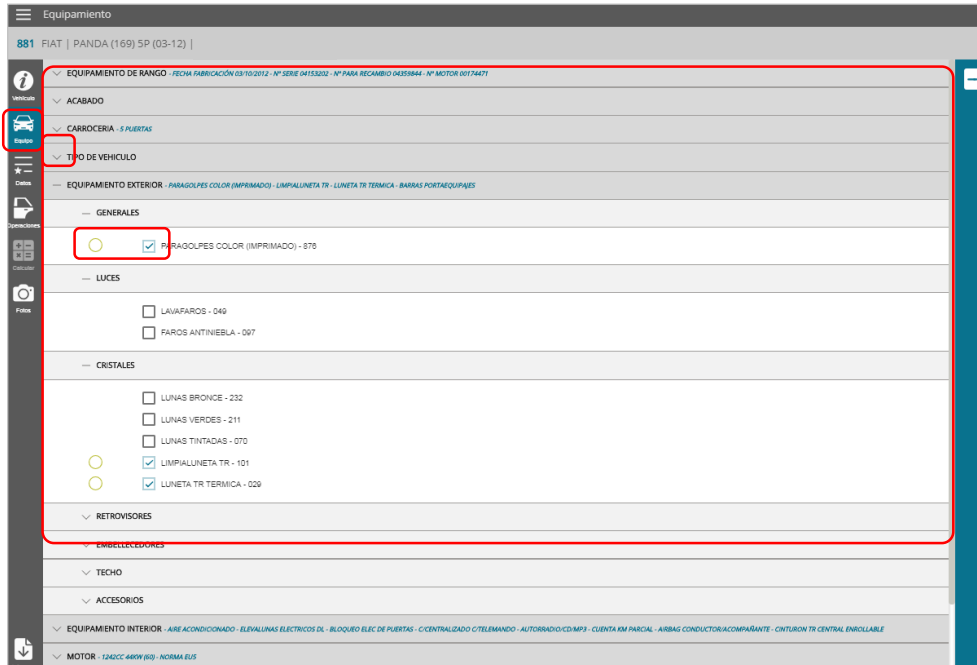 Equipamiento
881 FIAT | PANDA (169) 5P (03-12) |
Vehículo
Equipo
Datos
Operaciones
Calcular
Fotos
EQUIPAMIENTO DE RANGO - FECHA FABRICACIÓN 03/10/2012 - Nº SERIE 04153202 - Nº PARA RECAMBIO 04359844 - Nº MOTOR 00174471
ACABADO
CARROCERIA - 5 PUERTAS
TIPO DE VEHICULO
EQUIPAMIENTO EXTERIOR - PARAGOLPES COLOR (IMPRIMADO) - LIMPIALUNETA TR - LUNETA TR TERMICA - BARRAS PORTAEQUIPAJES
GENERALES
PARAGOLPES COLOR (IMPRIMADO) - 876
LUCES
LAVAFAROS - 049
FAROS ANTINIEBLA - 097
CRISTALES
LUNAS BRONCE - 232
LUNAS VERDES - 211
LUNAS TINTADAS - 070
LIMPIALUNETA TR - 101
LUNETA TR TERMICA - 029
RETROVISORES
EMBELLECEDORES
TECHO
ACCESORIOS
EQUIPAMIENTO INTERIOR - AIRE ACONDICIONADO - ELEVALUNAS ELECTRICOS DL - BLOQUEO ELEC DE PUERTAS - C/CENTRALIZADO C/TELEMANDO - AUTORRADIO/CD/MP3 - CUENTA KM PARCIAL - AIRBAG CONDUCTOR/ACOMPAÑANTE - CINTURON TR CENTRAL ENROLLABLE
MOTOR - 1242CC 44KW (60) - NORMA EU5